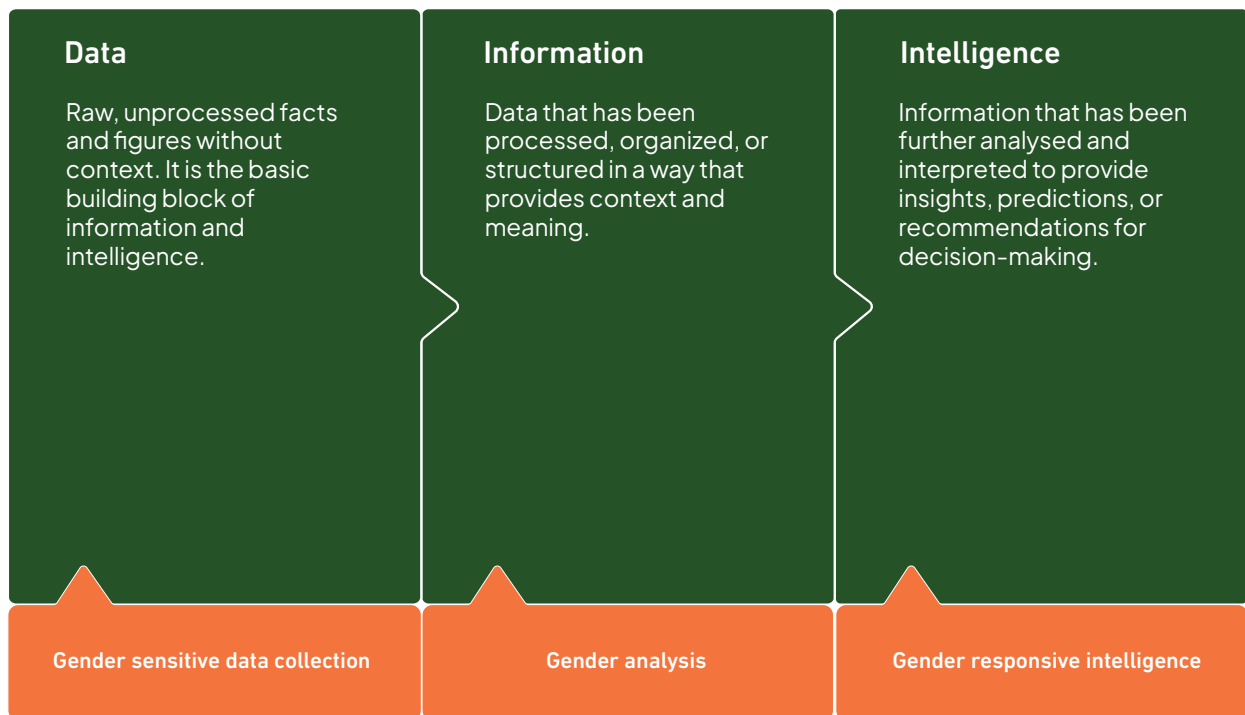 Data
Raw, unprocessed facts
and figures without
context. It is the basic
building block of
information and
intelligence.
Information
Data that has been
processed, organized, or
structured in a way that
provides context and
meaning.
Intelligence
Information that has been
further analysed and
interpreted to provide
insights, predictions, or
recommendations for
decision-making.
Gender sensitive data collection
Gender analysis
Gender responsive intelligence